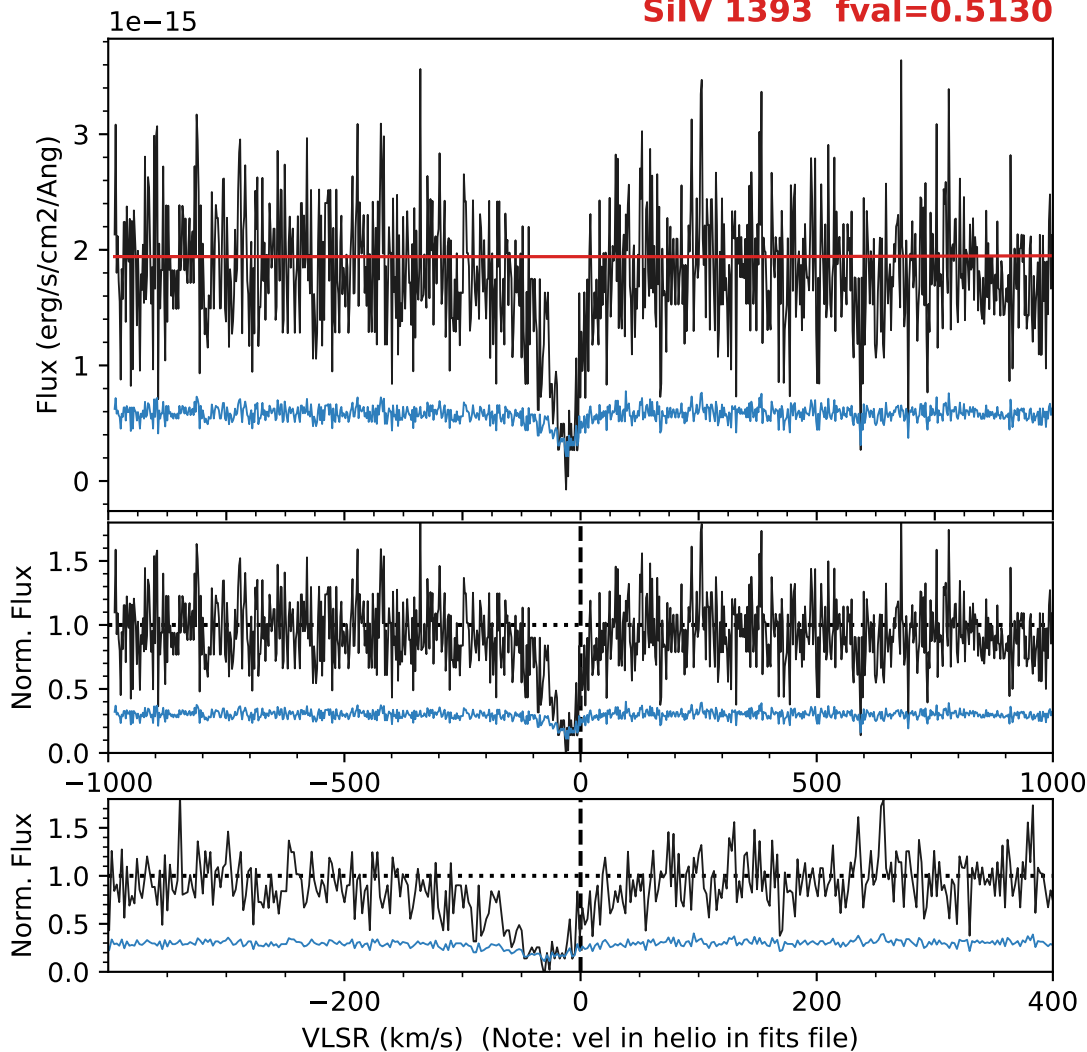 SiIV 1393 fval=0.5130
1e−15
3
2
1
0
Flux (erg/s/cm2/Ang)
1.5
1.0
0.5
0.0
Norm. Flux
−1000 −500 0 500 1000
1.5
1.0
0.5
0.0
Norm. Flux
−200 0 200 400
VLSR (km/s) (Note: vel in helio in fits file)